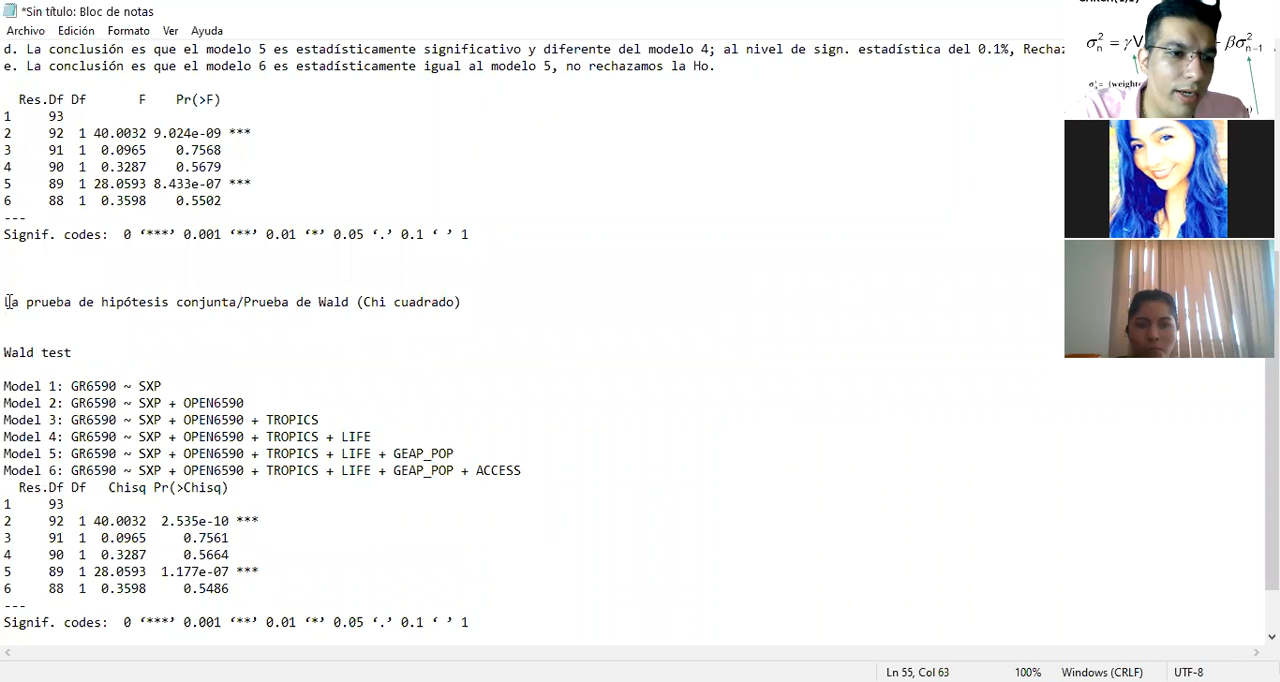 *Sin título: Bloc de notas
Archivo Edición Formato Ver Ayuda
d. La conclusión es que el modelo 5 es estadísticamente significativo y diferente del modelo 4; al nivel de sign. estadística del 0.1%, Recha
e. La conclusión es que el modelo 6 es estadísticamente igual al modelo 5, no rechazamos la Ho.
Res.Df Df F Pr(>F)
1 93
2 92 1 40.0032 9.024e-09 ***
3 91 1 0.0965 0.7568
4 90 1 0.3287 0.5679
5 89 1 28.0593 8.433e-07 ***
6 88 1 0.3598 0.5502
---
Signif. codes: 0 ‘***’ 0.001 ‘**’ 0.01 ‘*’ 0.05 ‘.’ 0.1 ‘ ’ 1
La prueba de hipótesis conjunta/Prueba de Wald (Chi cuadrado)
Wald test
Model 1: GR6590 ~ SXP
Model 2: GR6590 ~ SXP + OPEN6590
Model 3: GR6590 ~ SXP + OPEN6590 + TROPICS
Model 4: GR6590 ~ SXP + OPEN6590 + TROPICS + LIFE
Model 5: GR6590 ~ SXP + OPEN6590 + TROPICS + LIFE + GEAP_POP
Model 6: GR6590 ~ SXP + OPEN6590 + TROPICS + LIFE + GEAP_POP + ACCESS
Res.Df Df Chisq Pr(>Chisq)
1 93
2 92 1 40.0032 2.535e-10 ***
3 91 1 0.0965 0.7561
4 90 1 0.3287 0.5664
5 89 1 28.0593 1.177e-07 ***
6 88 1 0.3598 0.5486
---
Signif. codes: 0 ‘***’ 0.001 ‘**’ 0.01 ‘*’ 0.05 ‘.’ 0.1 ‘ ’ 1
Ln 55, Col 63 100% Windows (CRLF) UTF-8
σ²n = γV βσ²n-1